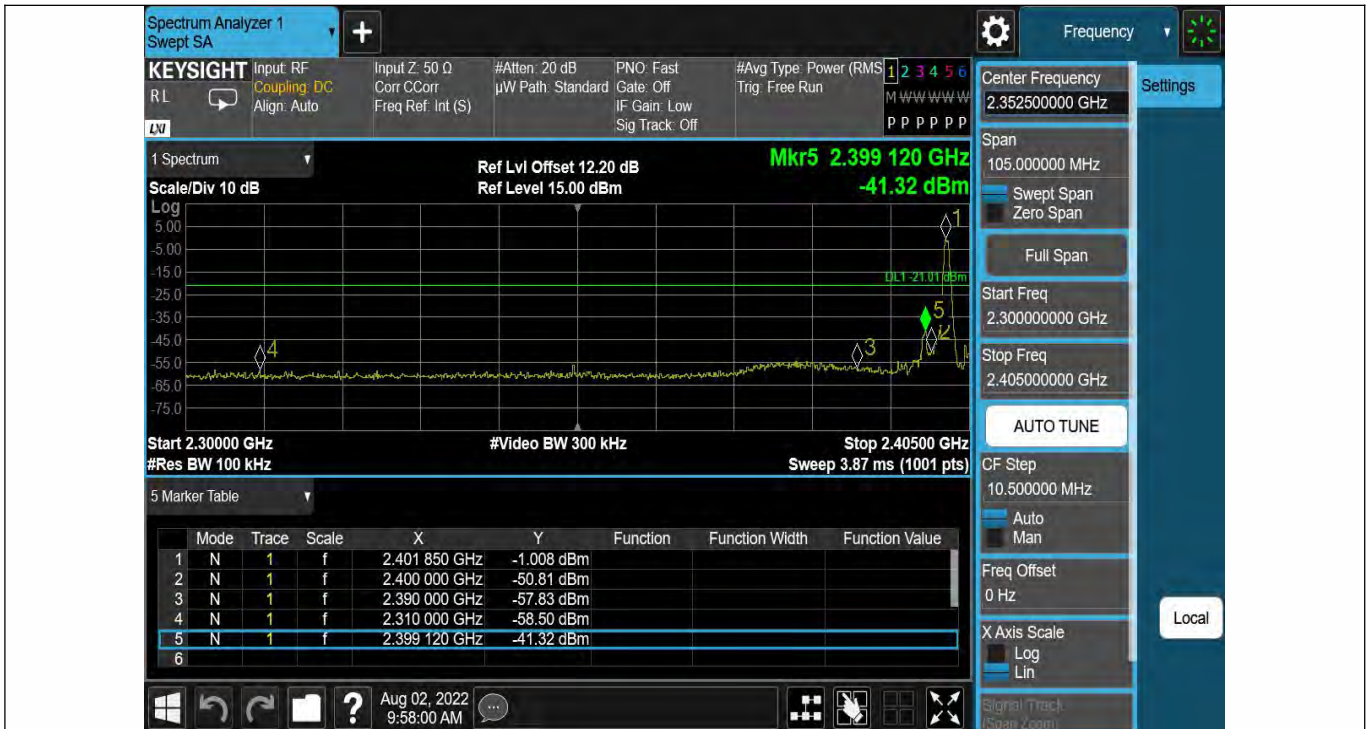 Spectrum Analyzer 1
Swept SA
+
Frequency
KEYSIGHT
RL
LXI
Input: RF
Coupling: DC
Align: Auto
Input Z: 50 Ω
Corr CCorr
Freq Ref: Int (S)
#Atten: 20 dB
µW Path: Standard
PNO: Fast
Gate: Off
IF Gain: Low
Sig Track: Off
#Avg Type: Power (RMS
Trig: Free Run
1 2 3 4 5 6
M W W W W W
P P P P P P
1 Spectrum
Scale/Div 10 dB
Ref Lvl Offset 12.20 dB
Ref Level 15.00 dBm
Mkr5 2.399 120 GHz
-41.32 dBm
Log
5.00
-5.00
-15.0
-25.0
-35.0
-45.0
-55.0
-65.0
-75.0
1
DL1 -21.01 dBm
5
2
3
4
Start 2.30000 GHz
#Video BW 300 kHz
Stop 2.40500 GHz
#Res BW 100 kHz
Sweep 3.87 ms (1001 pts)
5 Marker Table
Mode Trace Scale X Y Function Function Width Function Value
1 N 1 f 2.401 850 GHz -1.008 dBm
2 N 1 f 2.400 000 GHz -50.81 dBm
3 N 1 f 2.390 000 GHz -57.83 dBm
4 N 1 f 2.310 000 GHz -58.50 dBm
5 N 1 f 2.399 120 GHz -41.32 dBm
6
?
Aug 02, 2022
9:58:00 AM
Center Frequency
2.352500000 GHz
Settings
Span
105.000000 MHz
Swept Span
Zero Span
Full Span
Start Freq
2.300000000 GHz
Stop Freq
2.405000000 GHz
AUTO TUNE
CF Step
10.500000 MHz
Auto
Man
Freq Offset
0 Hz
X Axis Scale
Log
Lin
Local
Signal Track
(Span Zoom)